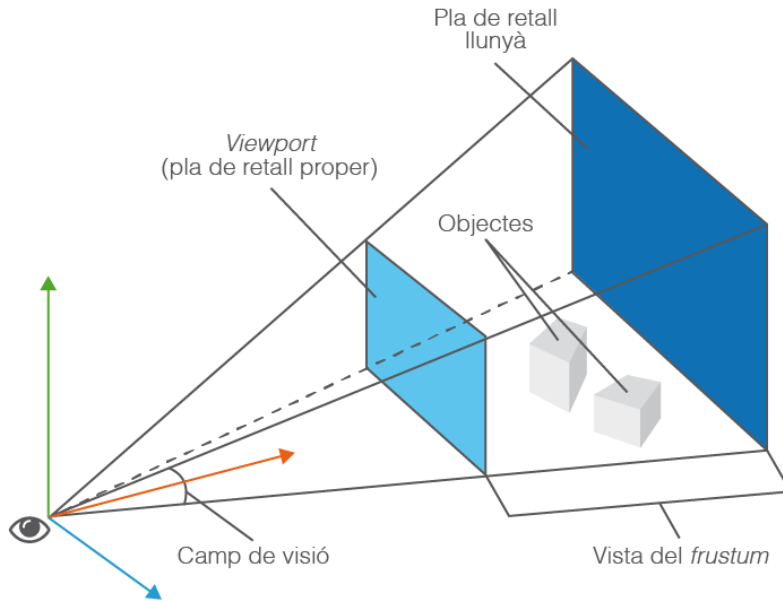 Pla de retall
llunyà
Viewport
(pla de retall proper)
Objectes
Camp de visió
Vista del frustum